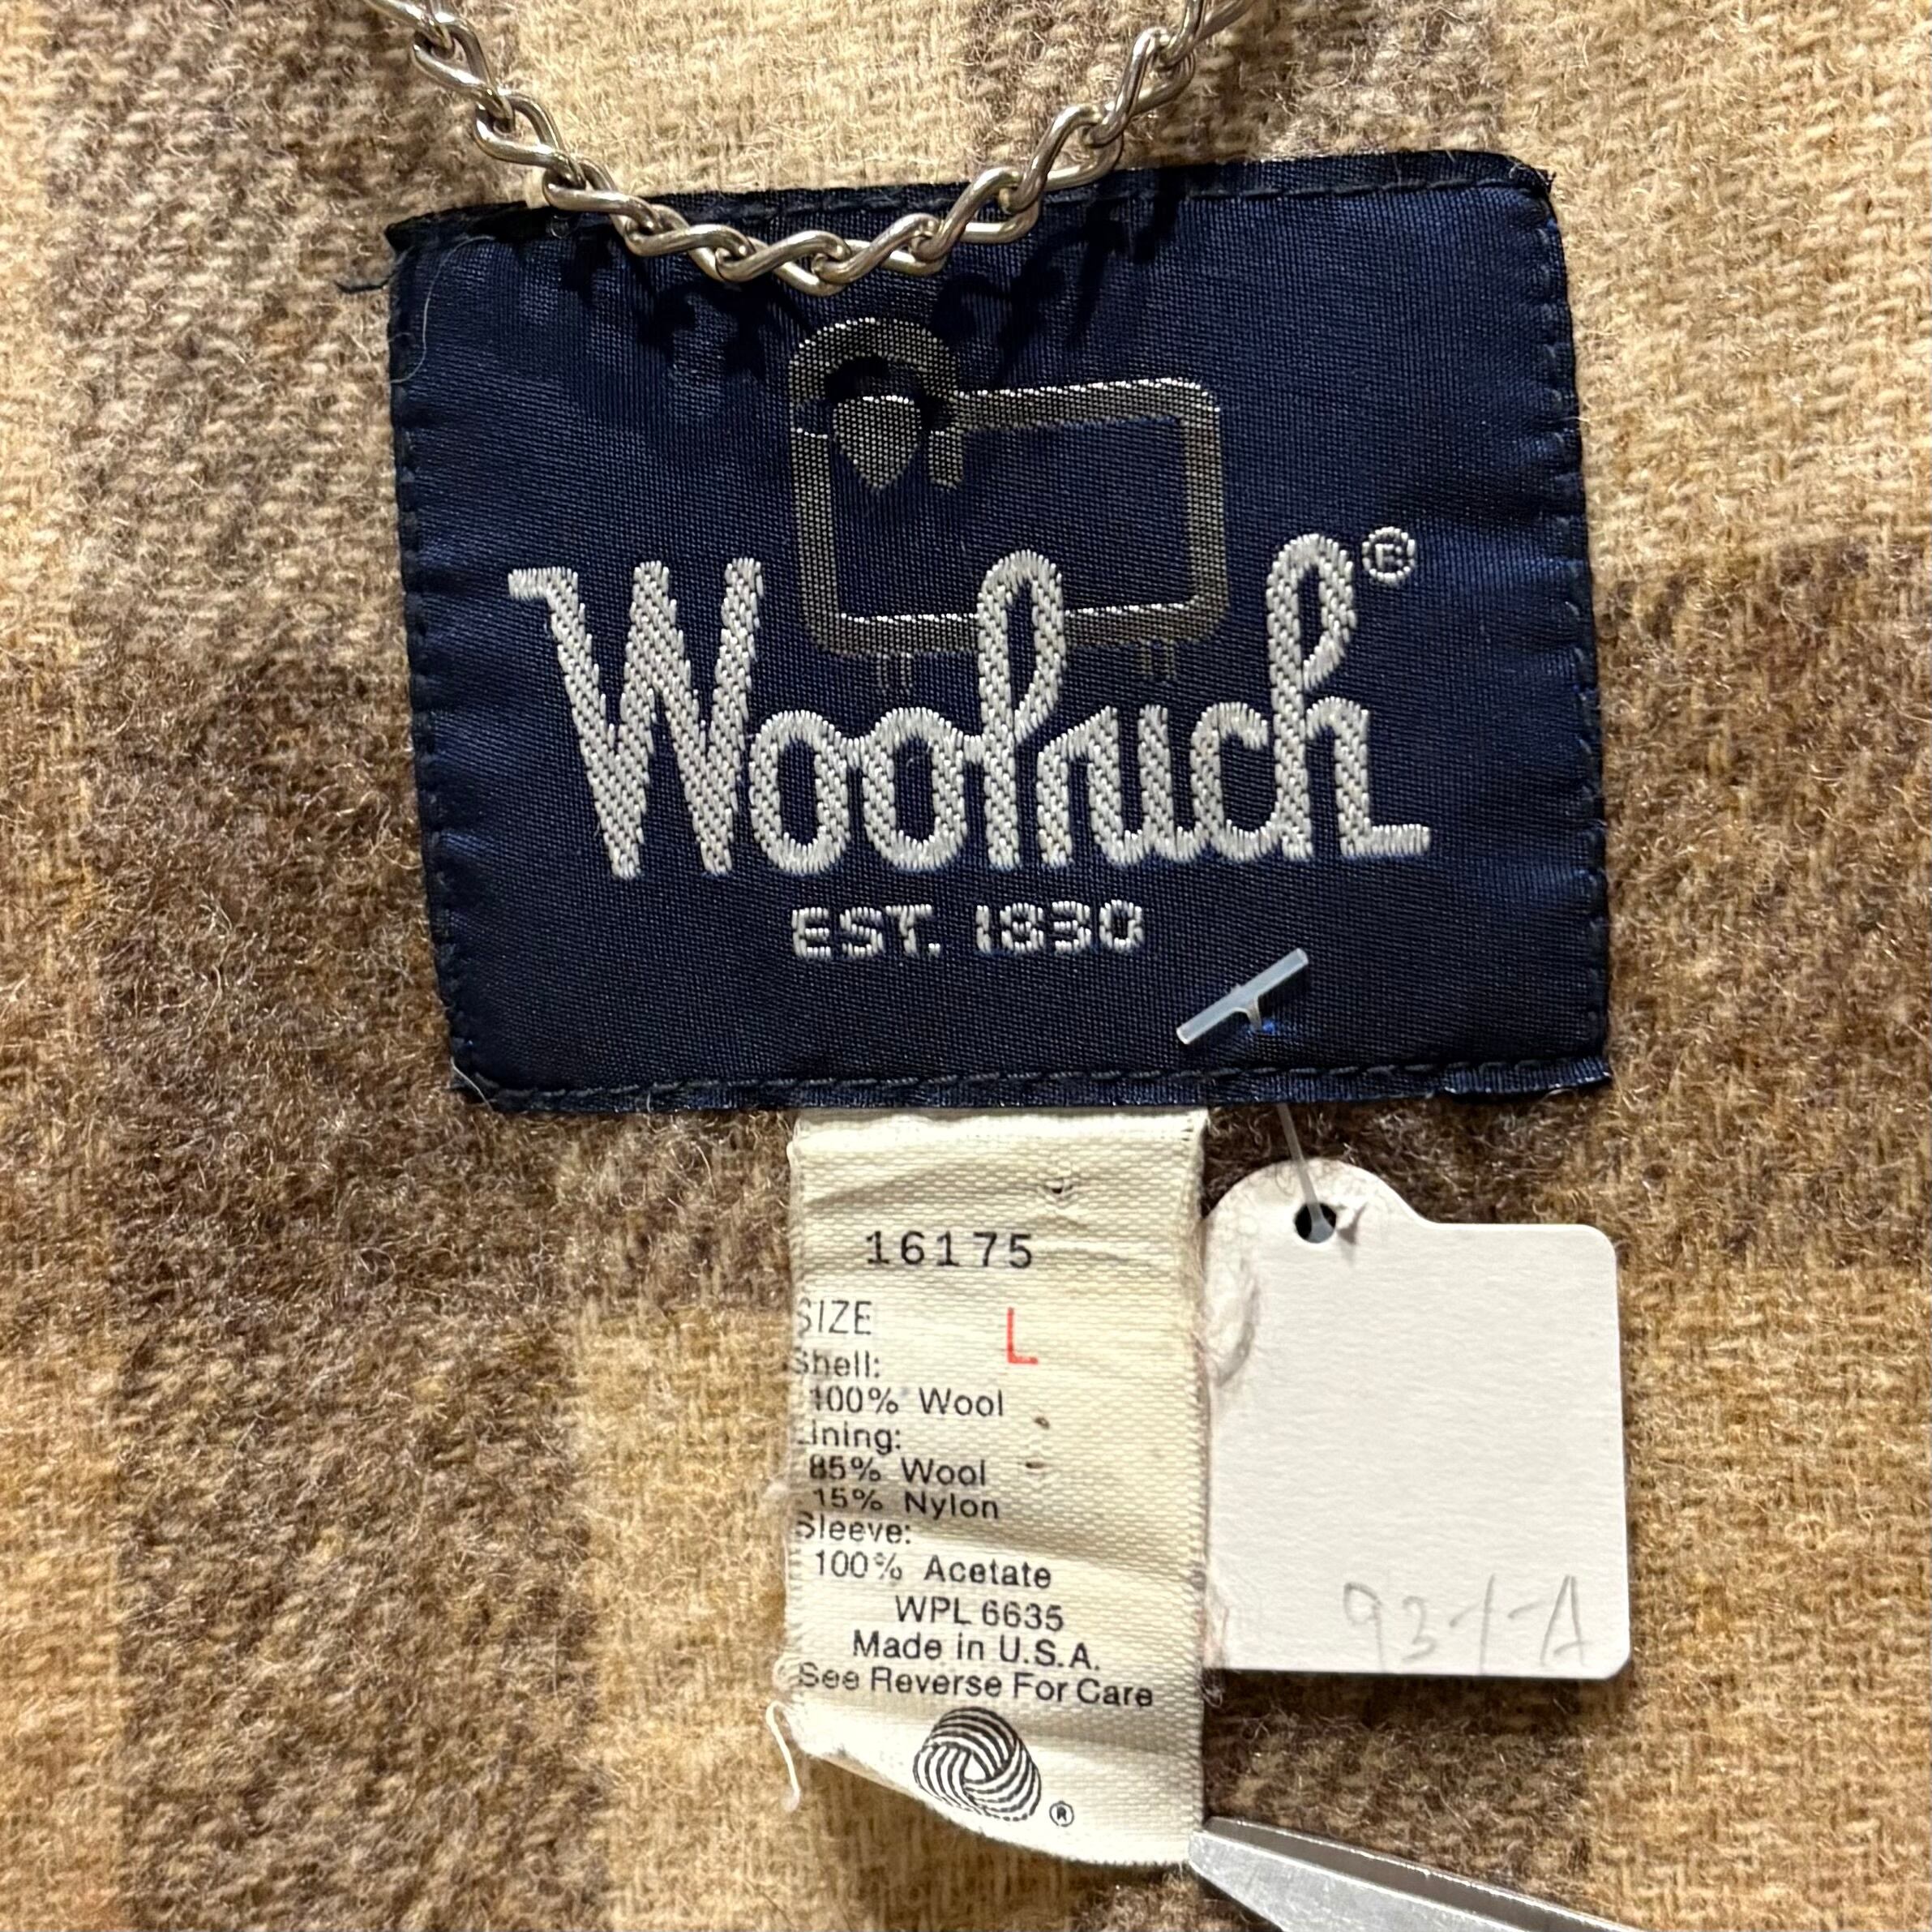 Woolrich®
EST. 1830
16175
SIZE L
Shell:
100% Wool
Lining:
85% Wool
15% Nylon
Sleeve:
100% Acetate
WPL 6635
Made in U.S.A.
See Reverse For Care
®